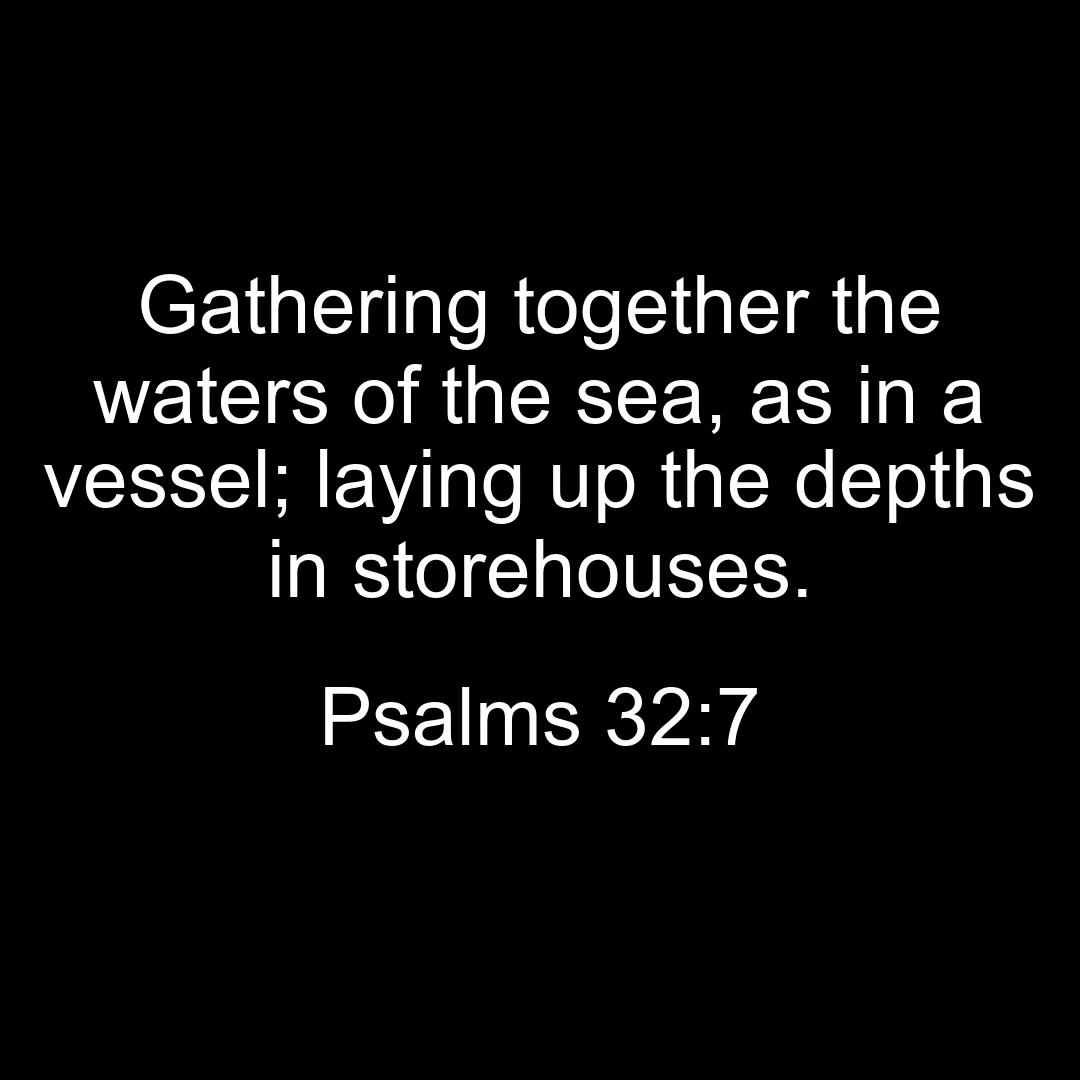 Gathering together the
waters of the sea, as in a
vessel; laying up the depths
in storehouses.
Psalms 32:7